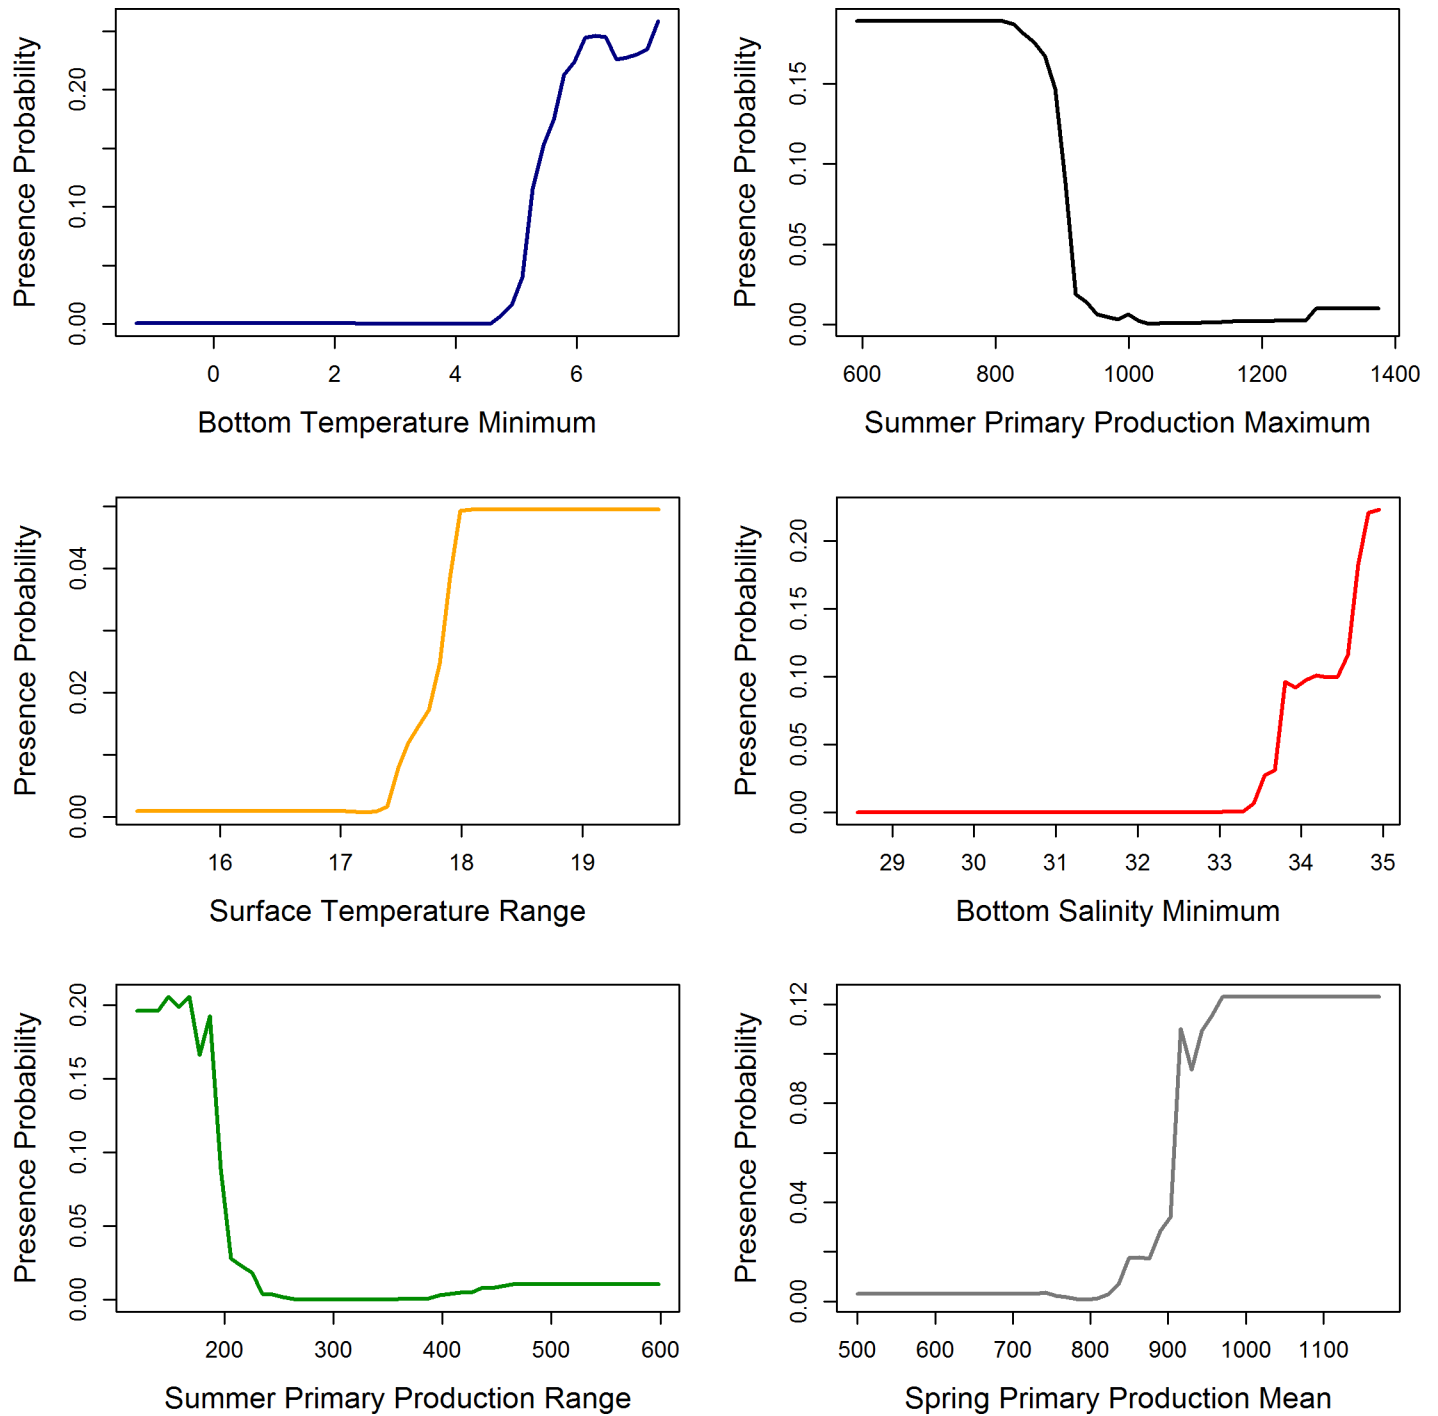 Presence Probability
0.00 0.10 0.20
0 2 4 6
Bottom Temperature Minimum
Presence Probability
0.00 0.05 0.10 0.15
600 800 1000 1200 1400
Summer Primary Production Maximum
Presence Probability
0.00 0.02 0.04
16 17 18 19
Surface Temperature Range
Presence Probability
0.00 0.05 0.10 0.15 0.20
29 30 31 32 33 34 35
Bottom Salinity Minimum
Presence Probability
0.00 0.05 0.10 0.15 0.20
200 300 400 500 600
Summer Primary Production Range
Presence Probability
0.00 0.04 0.08 0.12
500 600 700 800 900 1000 1100
Spring Primary Production Mean